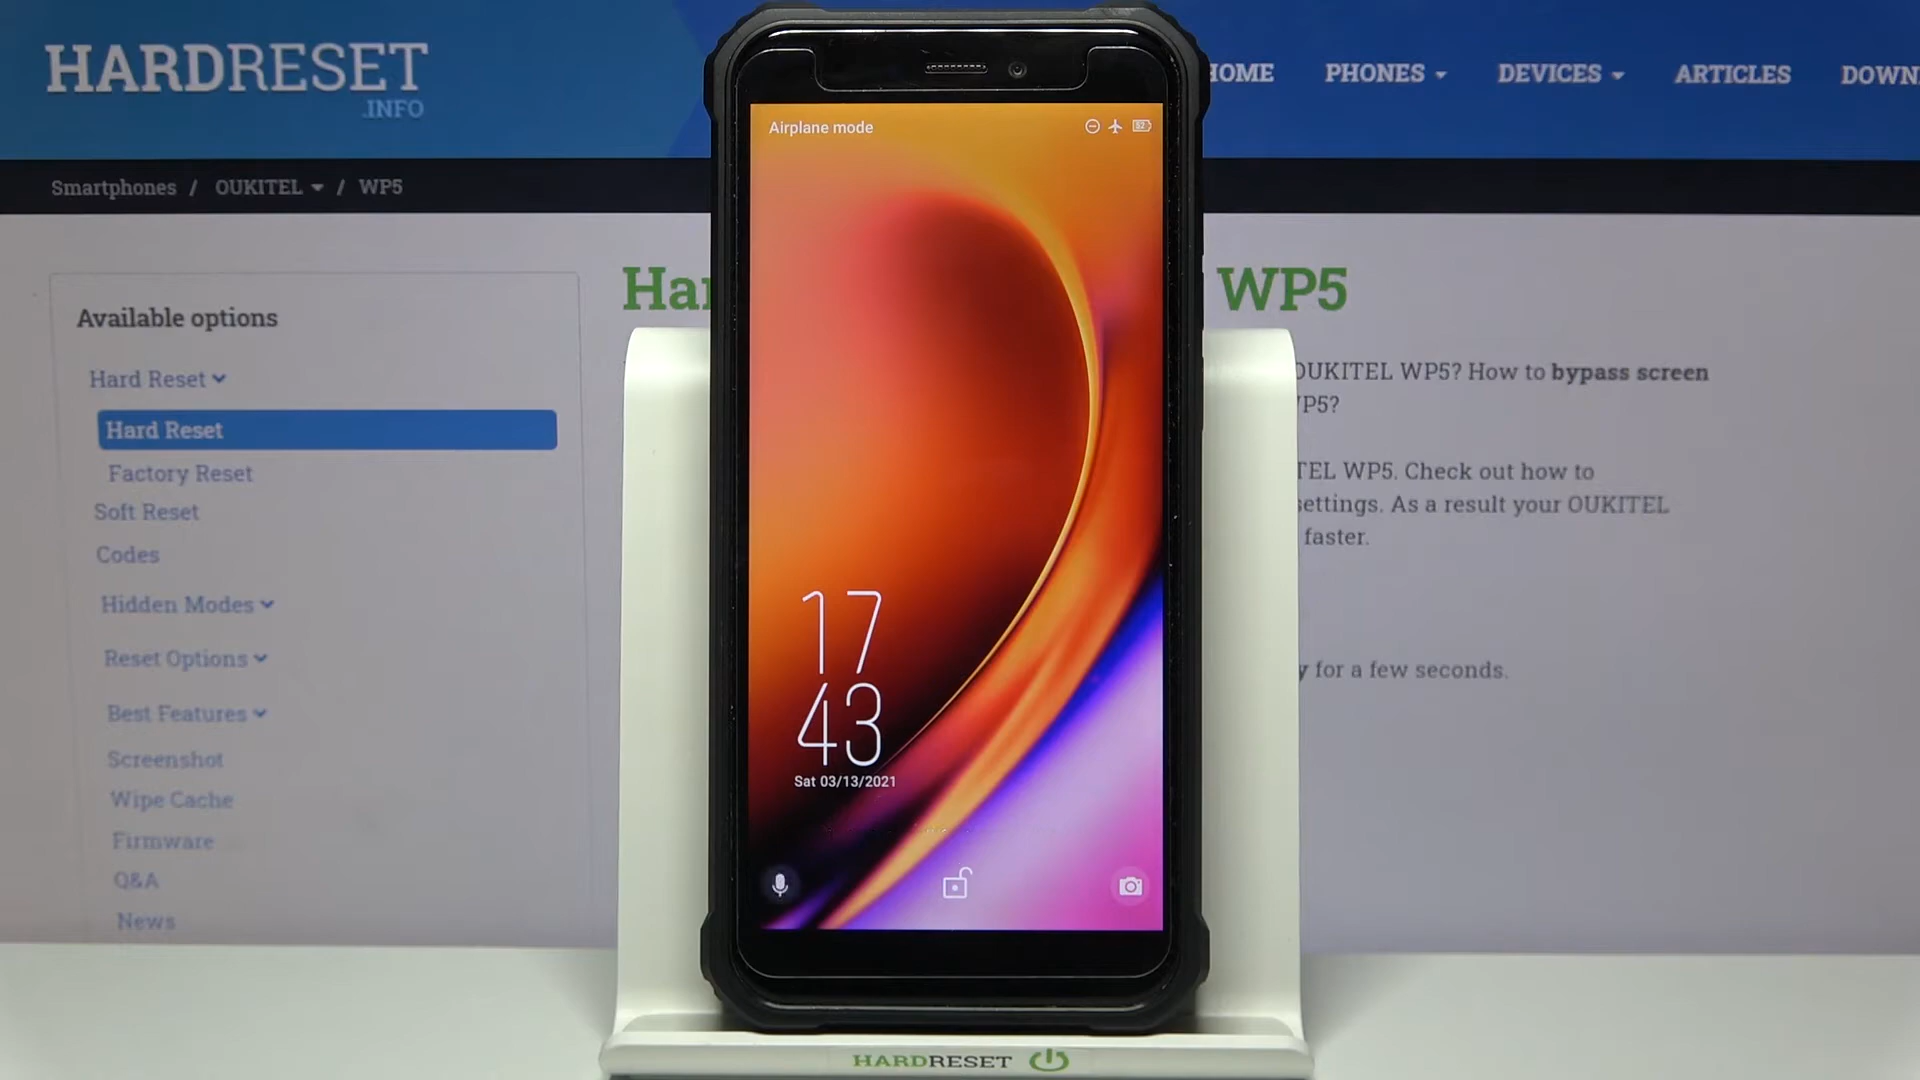 HARDRESET
.INFO
HOME PHONES DEVICES ARTICLES DOWN
Smartphones / OUKITEL / WP5
Available options
Hard Reset
Hard Reset
Factory Reset
Soft Reset
Codes
Hidden Modes
Reset Options
Best Features
Screenshot
Wipe Cache
Firmware
Q&A
News
Har WP5
OUKITEL WP5? How to bypass screen
WP5?
TEL WP5. Check out how to
settings. As a result your OUKITEL
faster.
y for a few seconds.
Airplane mode
52
17
43
Sat 03/13/2021
HARDRESET